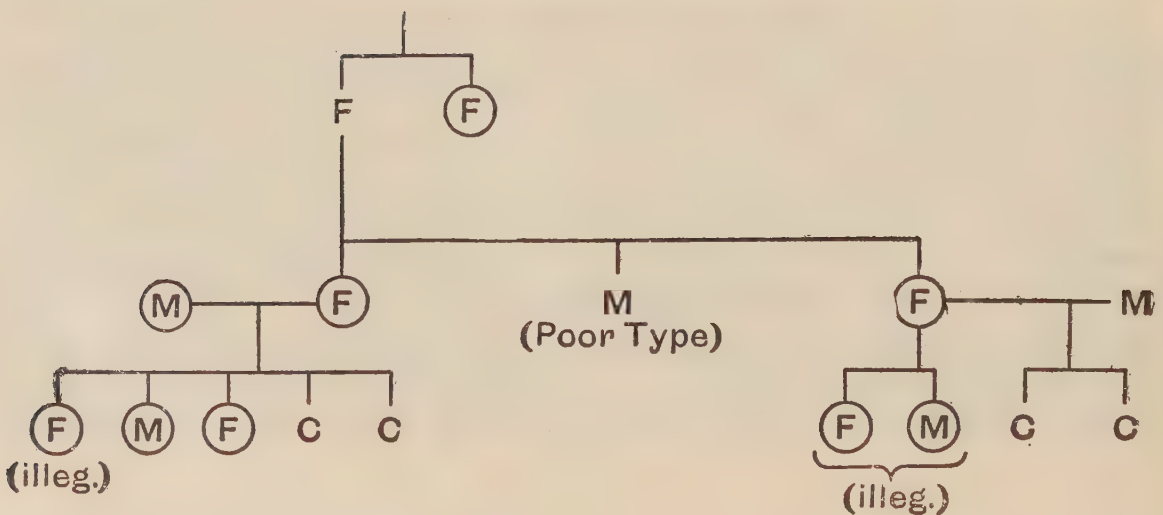 F F
M F M F M
(Poor Type)
F M F C C F M C C
(illeg.) (illeg.)